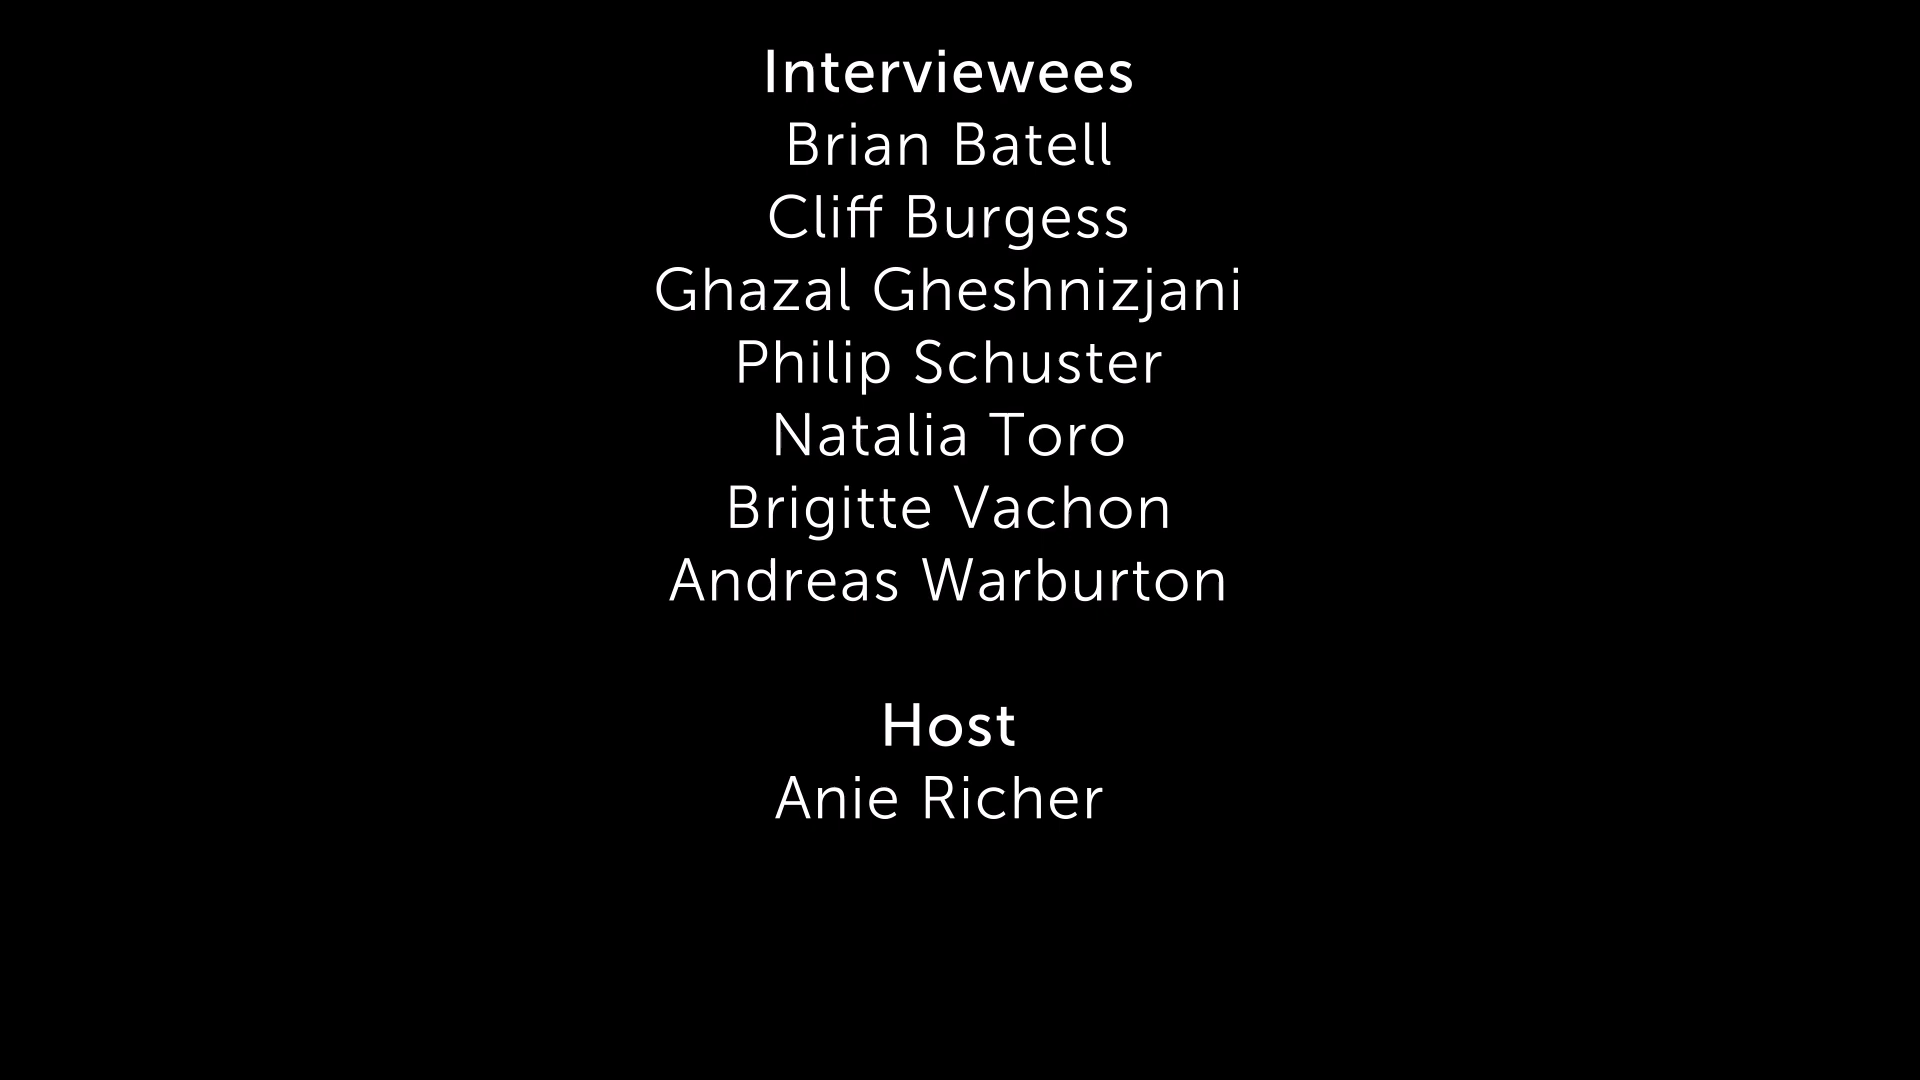 Interviewees
Brian Batell
Cliff Burgess
Ghazal Gheshnizjani
Philip Schuster
Natalia Toro
Brigitte Vachon
Andreas Warburton
Host
Anie Richer